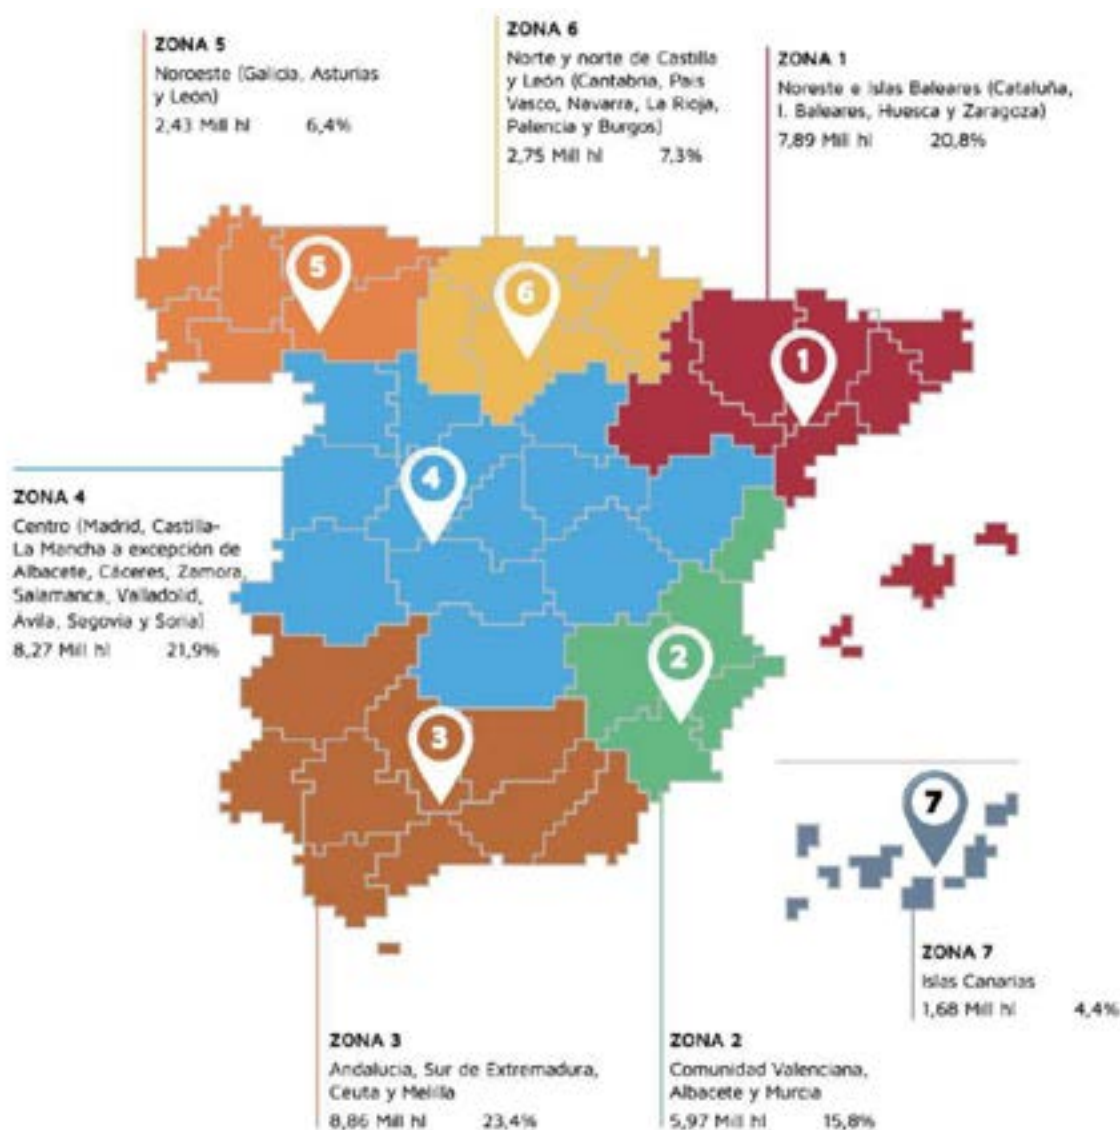 ZONA 5
Noroeste (Galicia, Asturias
y León)
2,43 Mill hl 6,4%
ZONA 6
Norte y norte de Castilla
y León (Cantabria, País
Vasco, Navarra, La Rioja,
Palencia y Burgos)
2,75 Mill hl 7,3%
ZONA 1
Noreste e Islas Baleares (Cataluña,
I. Baleares, Huesca y Zaragoza)
7,89 Mill hl 20,8%
5
6
1
4
ZONA 4
Centro (Madrid, Castilla-
La Mancha a excepción de
Albacete, Cáceres, Zamora,
Salamanca, Valladolid,
Avila, Segovia y Soria)
8,27 Mill hl 21,9%
2
3
7
ZONA 7
Islas Canarias
1,68 Mill hl 4,4%
ZONA 3
Andalucia, Sur de Extremadura,
Ceuta y Melilla
8,86 Mill hl 23,4%
ZONA 2
Comunidad Valenciana,
Albacete y Murcia
5,97 Mill hl 15,8%